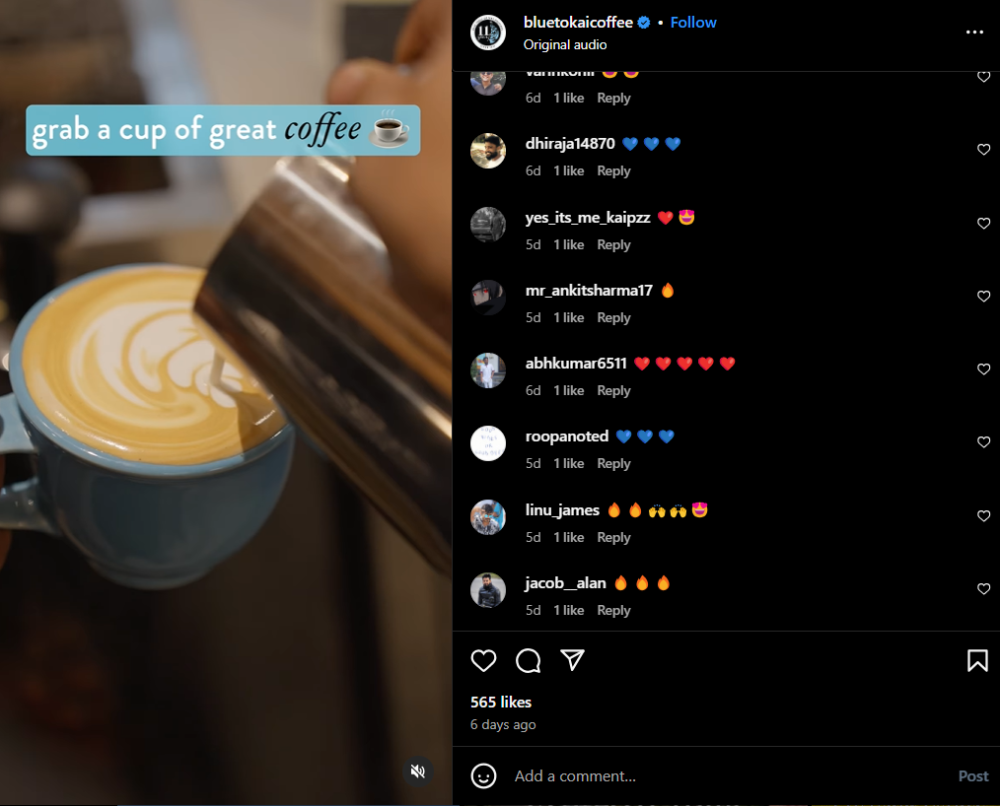 bluetokaicoffee • Follow
Original audio
grab a cup of great coffee
6d 1 like Reply
dhiraja14870 💙 💙 💙
6d 1 like Reply
yes_its_me_kaipzz ❤️ 😍
5d 1 like Reply
mr_ankitsharma17 🔥
5d 1 like Reply
abhkumar6511 ❤️ ❤️ ❤️ ❤️ ❤️
6d 1 like Reply
roopanoted 💙 💙 💙
5d 1 like Reply
linu_james 🔥 🔥 🙌 🙌 😍
5d 1 like Reply
jacob__alan 🔥 🔥 🔥
5d 1 like Reply
565 likes
6 days ago
Add a comment...
Post